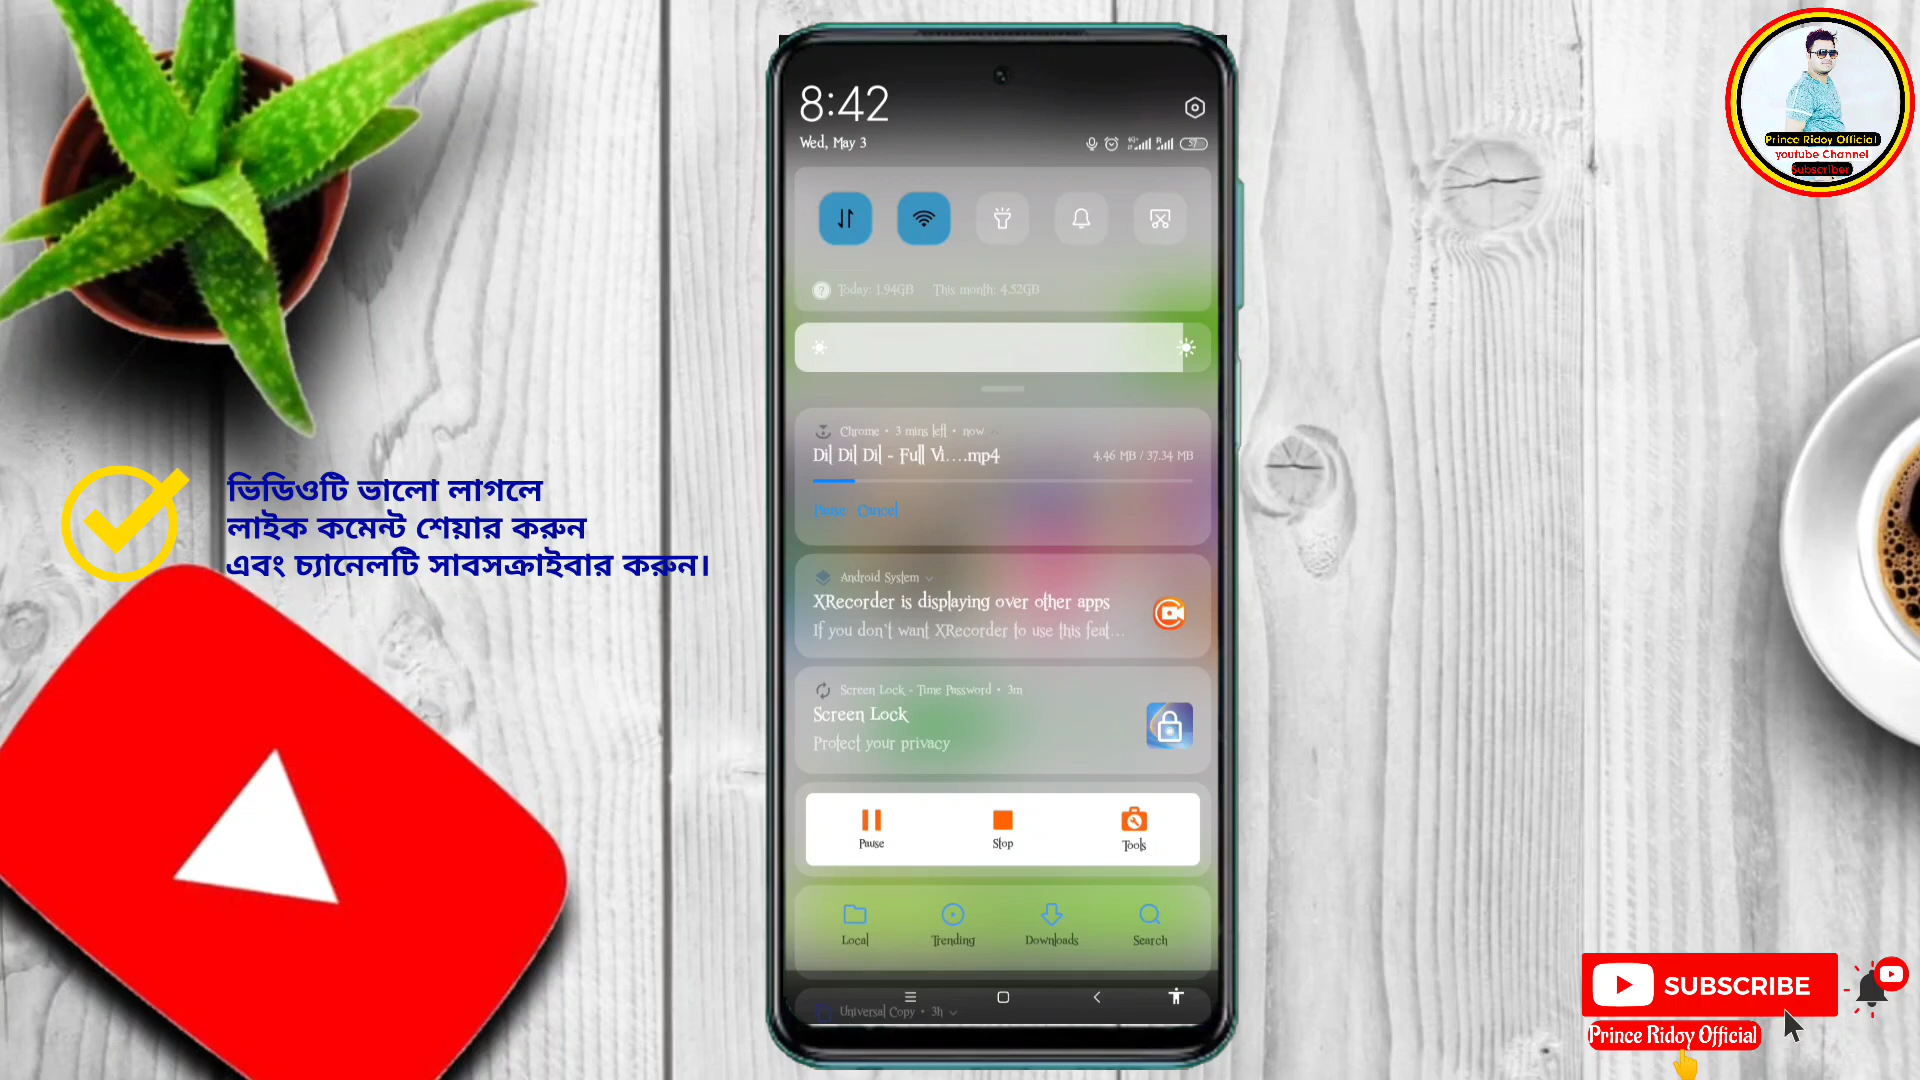 8:42
Wed, May 3
37
Today: 1.94GB This month: 4.52GB
Chrome • 3 mins left • now
Dil Dil Dil - Full Vi....mp4
4.46 MB / 37.34 MB
Pause Cancel
Android System
XRecorder is displaying over other apps
If you don't want XRecorder to use this feat...
Screen Lock - Time Password • 3m
Screen Lock
Protect your privacy
Pause Stop Tools
Local Trending Downloads Search
Universal Copy • 3h
ভিডিওটি ভালো লাগলে
লাইক কমেন্ট শেয়ার করুন
এবং চ্যানেলটি সাবসক্রাইবার করুন।
Prince Ridoy Official
youtube Channel
Subscriber
SUBSCRIBE
Prince Ridoy Official